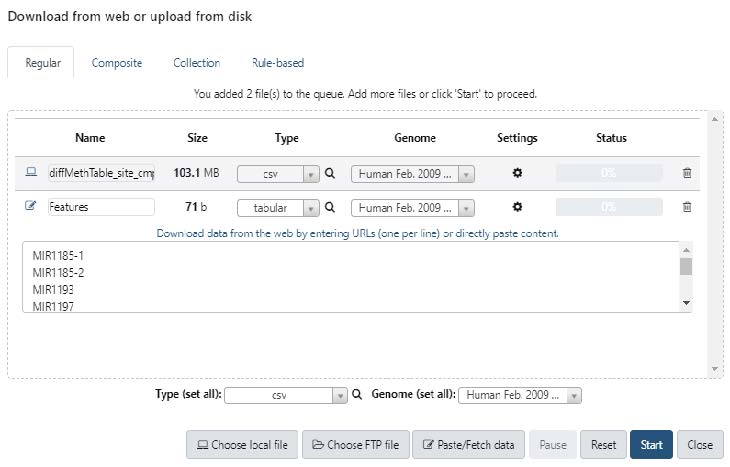 Download from web or upload from disk
Regular Composite Collection Rule-based
You added 2 file(s) to the queue. Add more files or click 'Start' to proceed.
Name Size Type Genome Settings Status
diffMethTable_site_cmp 103.1 MB csv Human Feb. 2009 ... 0%
Features 71 b tabular Human Feb. 2009 ... 0%
Download data from the web by entering URLs (one per line) or directly paste content.
MIR1185-1
MIR1185-2
MIR1193
MIR1197
Type (set all): csv Genome (set all): Human Feb. 2009 ...
Choose local file Choose FTP file Paste/Fetch data Pause Reset Start Close